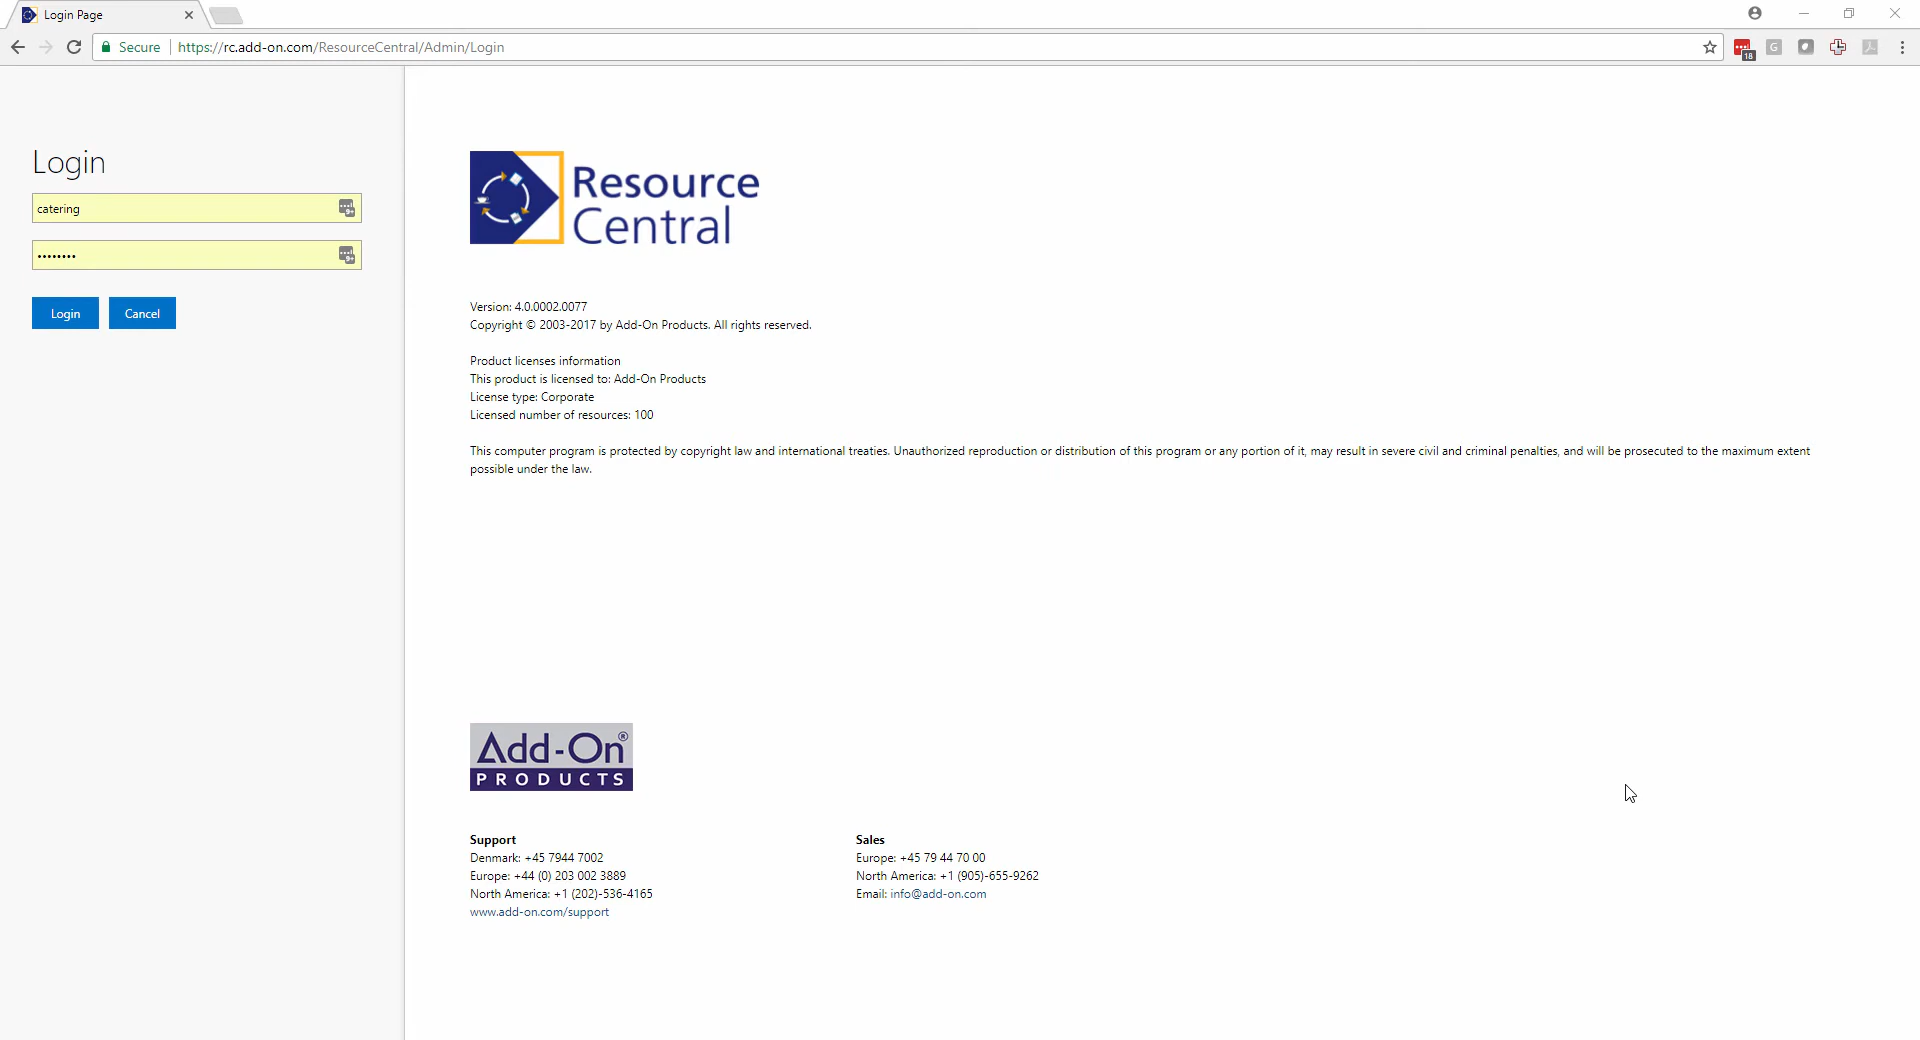 Login Page
Secure https://rc.add-on.com/ResourceCentral/Admin/Login
18
G
Login
catering
9+
••••••••
9+
Login Cancel
Resource
Central
Version: 4.0.0002.0077
Copyright © 2003-2017 by Add-On Products. All rights reserved.
Product licenses information
This product is licensed to: Add-On Products
License type: Corporate
Licensed number of resources: 100
This computer program is protected by copyright law and international treaties. Unauthorized reproduction or distribution of this program or any portion of it, may result in severe civil and criminal penalties, and will be prosecuted to the maximum extent
possible under the law.
Add-On®
PRODUCTS
Support
Denmark: +45 7944 7002
Europe: +44 (0) 203 002 3889
North America: +1 (202)-536-4165
www.add-on.com/support
Sales
Europe: +45 79 44 70 00
North America: +1 (905)-655-9262
Email: info@add-on.com